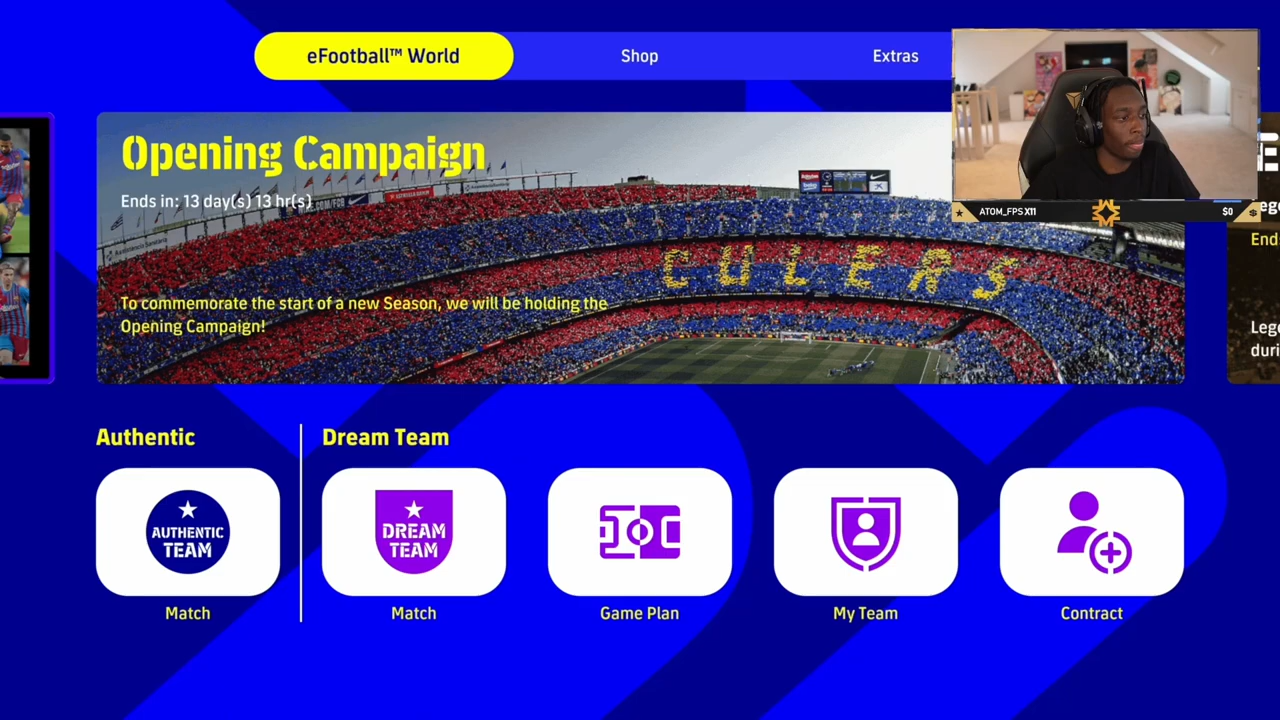 eFootball™ World
Shop
Extras
Opening Campaign
Ends in: 13 day(s) 13 hr(s)
CULERS
To commemorate the start of a new Season, we will be holding the
Opening Campaign!
ATOM_FPS X11
$0
End
Lege
duri
Authentic
Dream Team
AUTHENTIC
TEAM
DREAM
TEAM
Match
Match
Game Plan
My Team
Contract